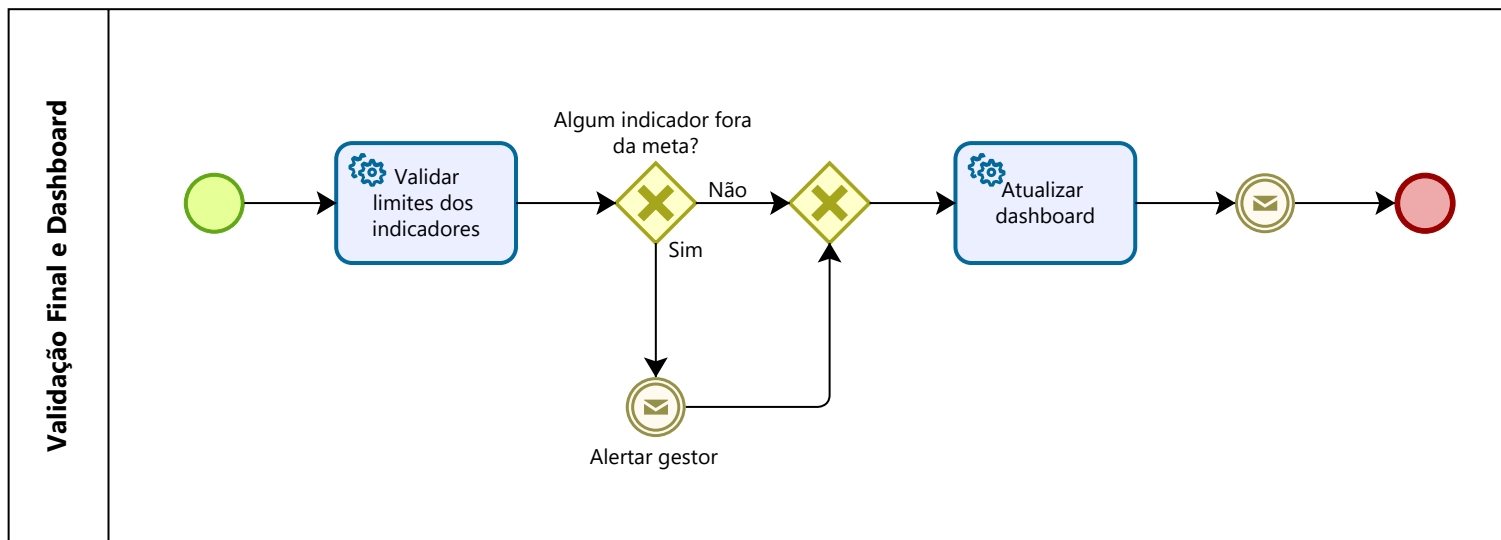 Validação Final e Dashboard
Validar
limites dos
indicadores
Algum indicador fora
da meta?
Não
Sim
Alertar gestor
Atualizar
dashboard